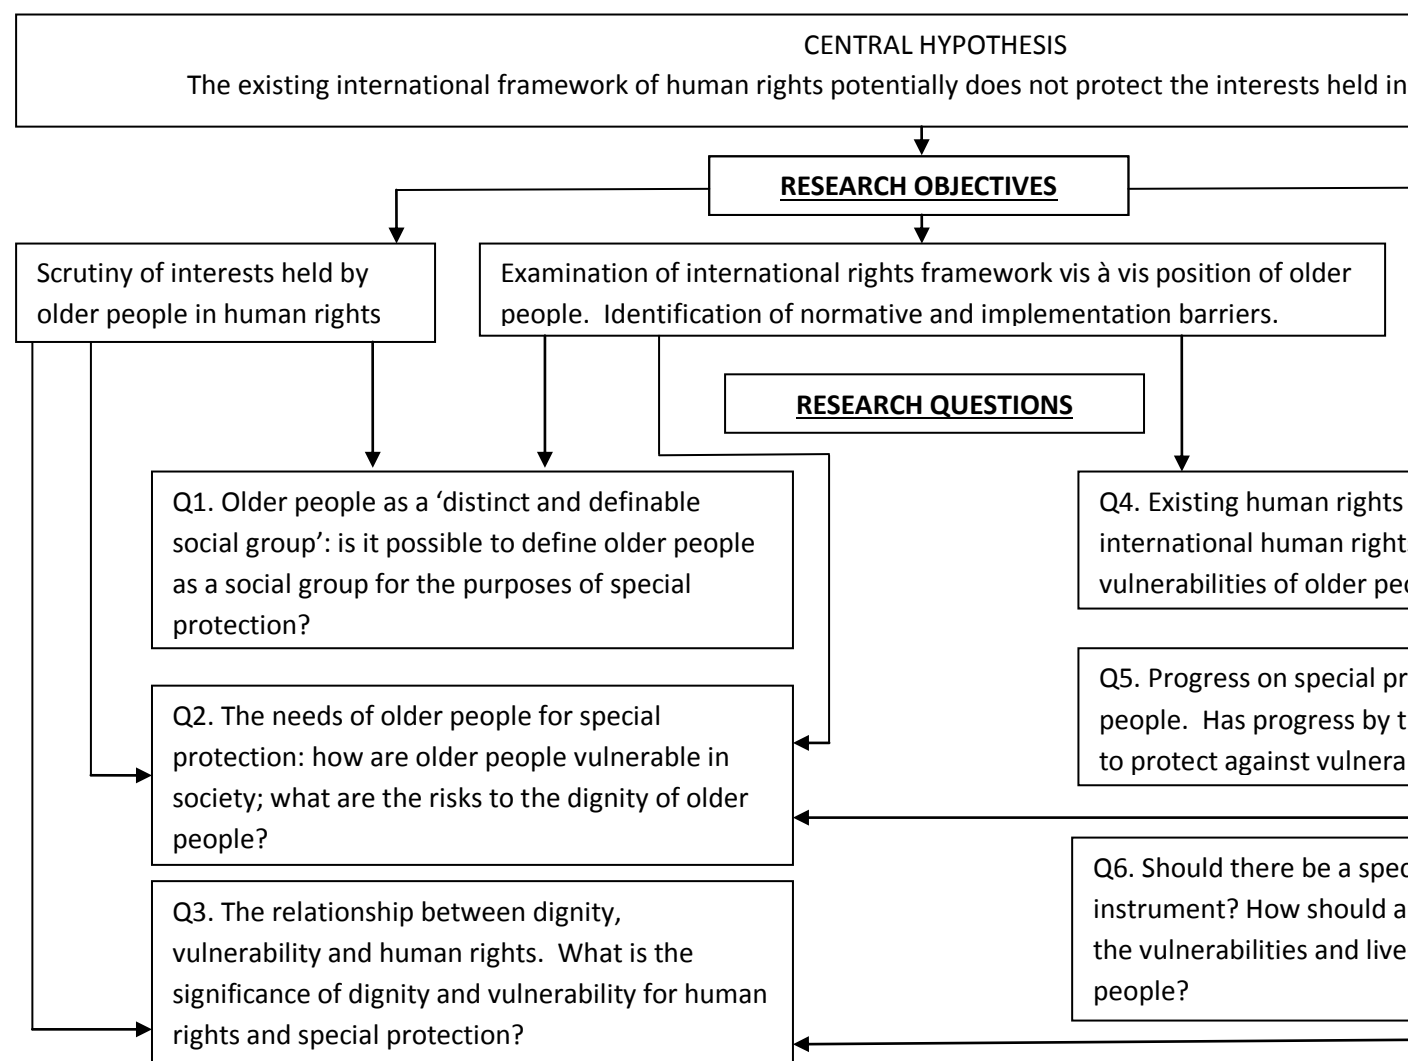 CENTRAL HYPOTHESIS
The existing international framework of human rights potentially does not protect the interests held in
RESEARCH OBJECTIVES
Scrutiny of interests held by
older people in human rights
Examination of international rights framework vis à vis position of older
people.  Identification of normative and implementation barriers.
RESEARCH QUESTIONS
Q1. Older people as a ‘distinct and definable
social group’: is it possible to define older people
as a social group for the purposes of special
protection?
Q2. The needs of older people for special
protection: how are older people vulnerable in
society; what are the risks to the dignity of older
people?
Q3. The relationship between dignity,
vulnerability and human rights.  What is the
significance of dignity and vulnerability for human
rights and special protection?
Q4. Existing human rights
international human
vulnerabilities of older
Q5. Progress on special
people.  Has progress by
to protect against
Q6. Should there be a
instrument? How should
the vulnerabilities and
people?